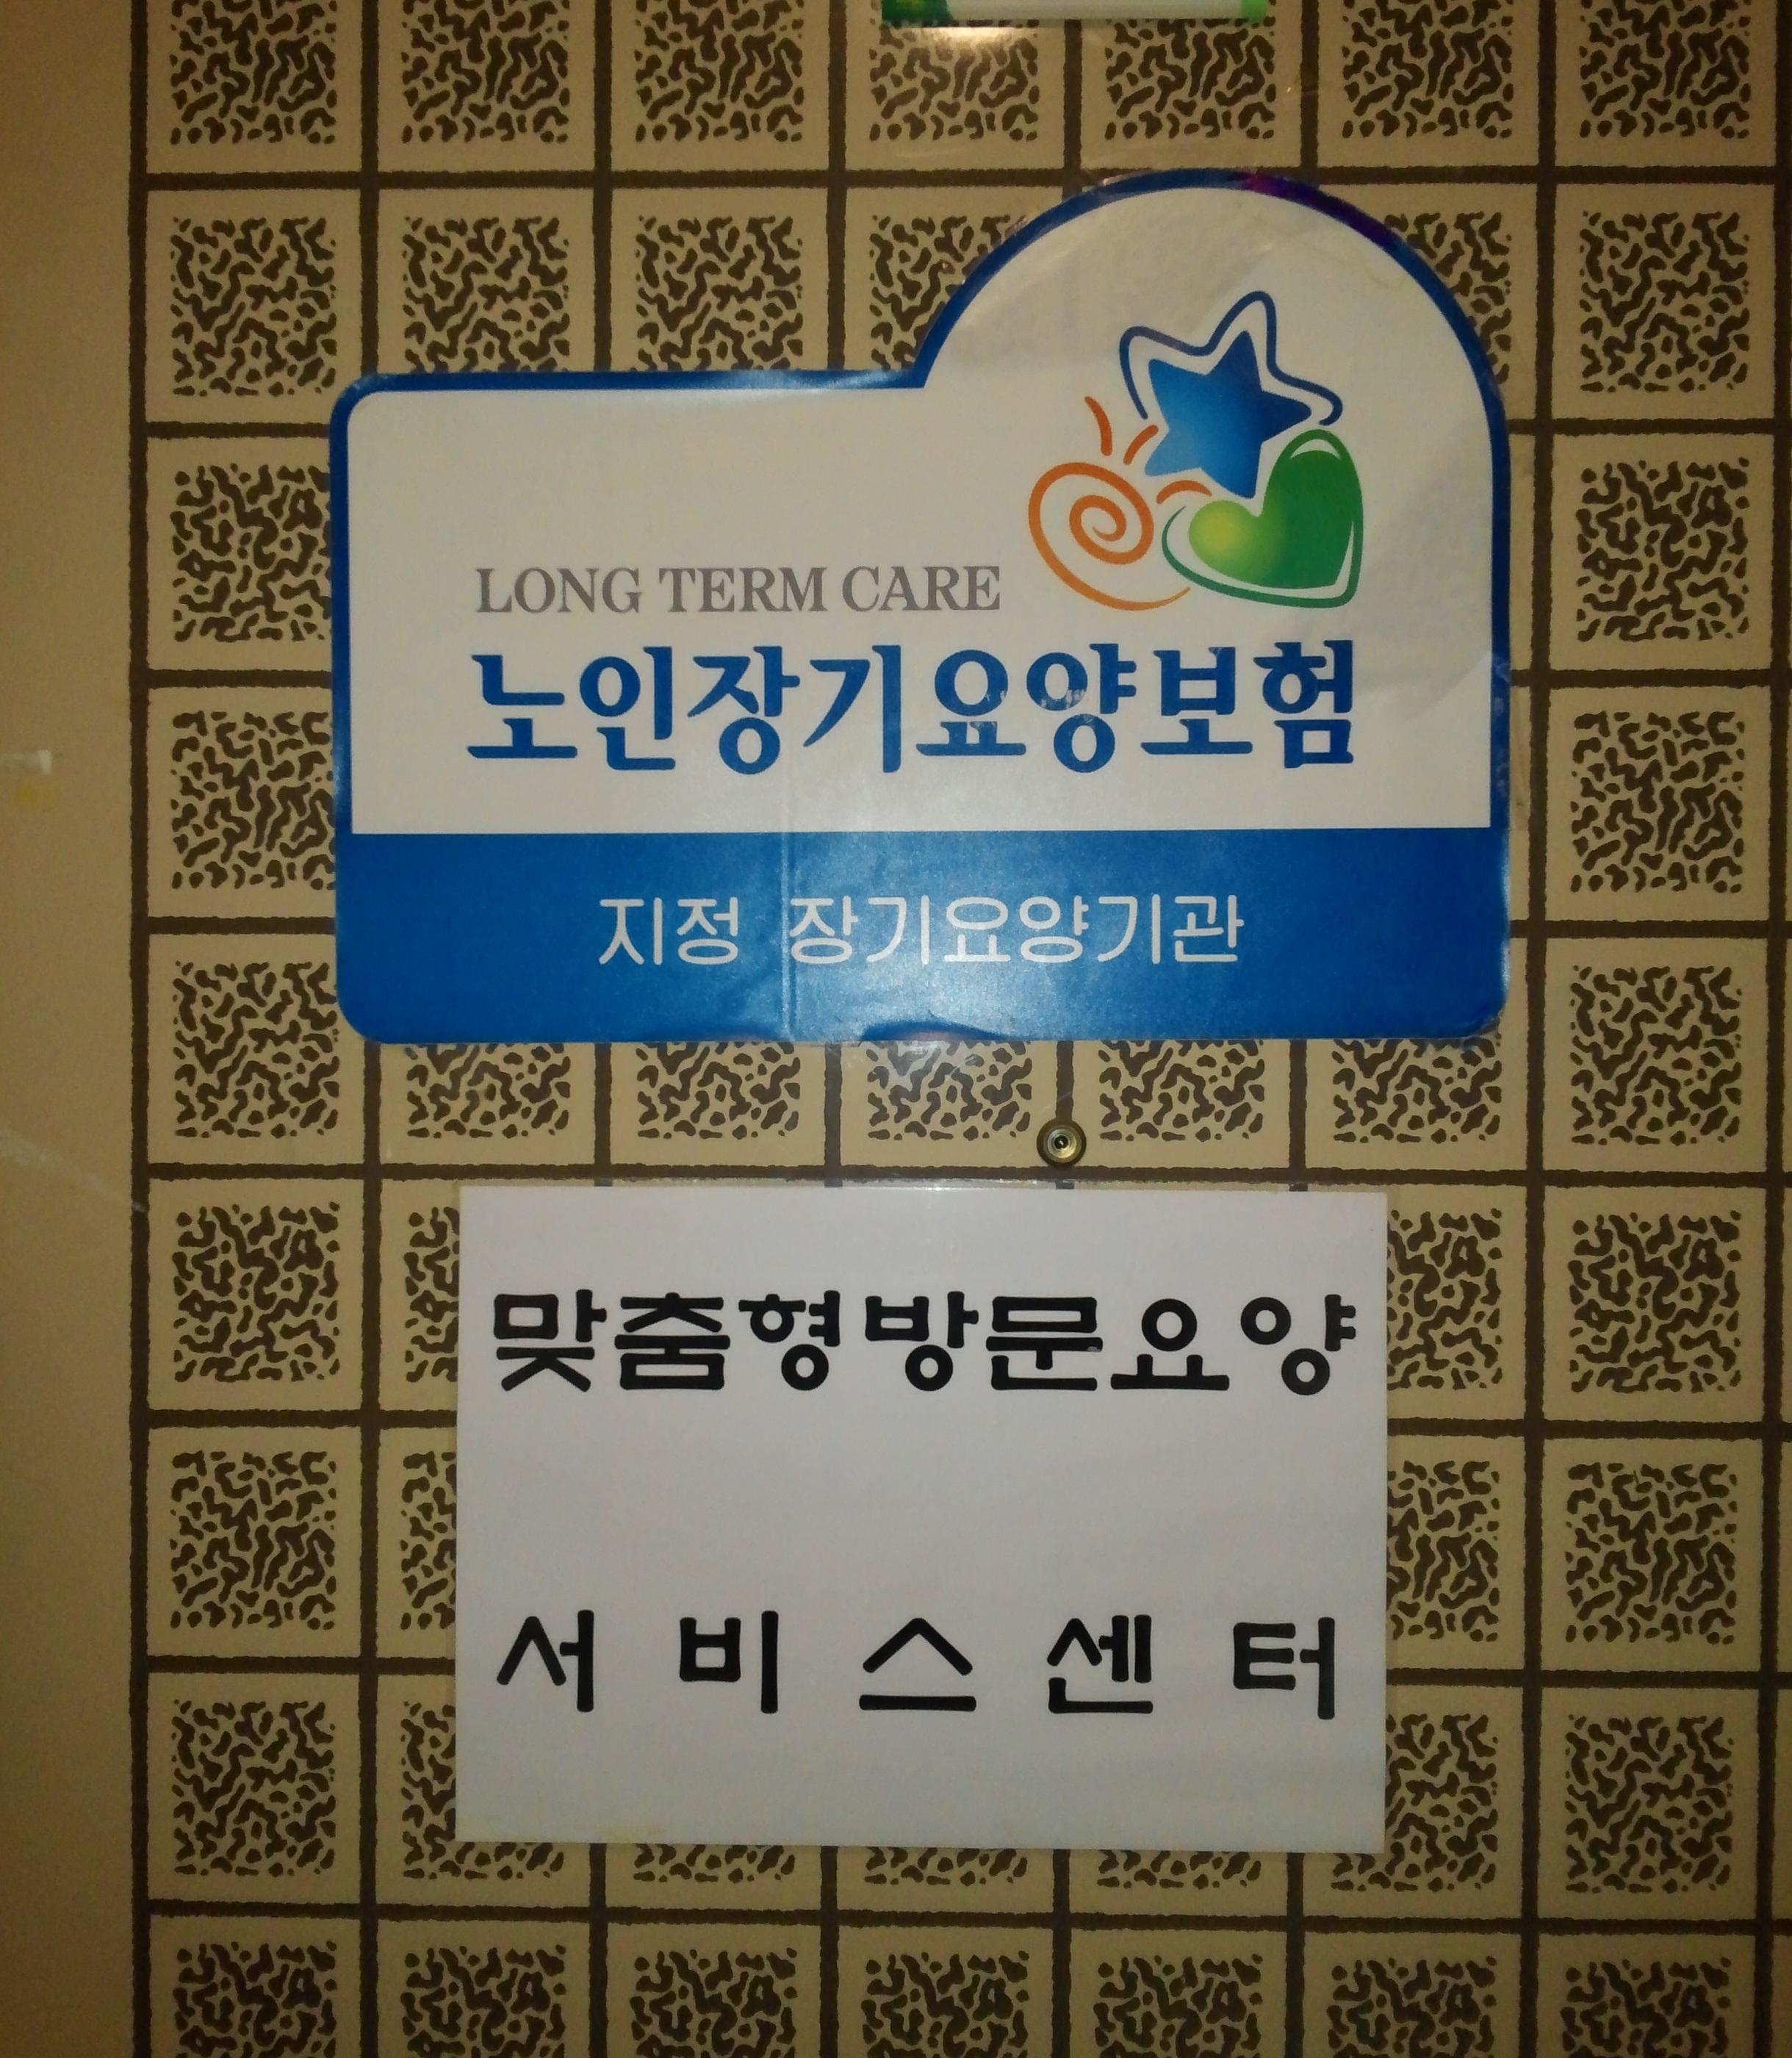 LONG TERM CARE
노인장기요양보험
지정 장기요양기관
맞춤형방문요양
서비스센터